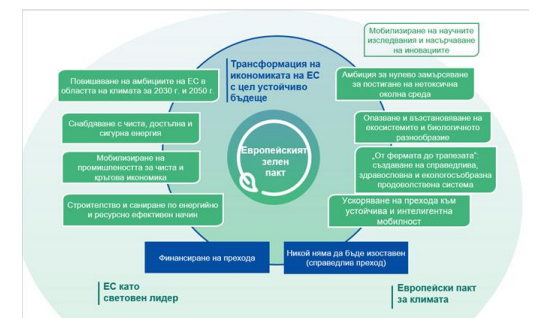 Мобилизиране на научните
изследвания и насърчаване
на иновациите
Трансформация на
икономиката на ЕС
с цел устойчиво
бъдеще
Повишаване на амбициите на ЕС в
областта на климата за 2030 г. и 2050 г.
Амбиция за нулево замърсяване
за постигане на нетоксична
околна среда
Снабдяване с чиста, достъпна и
сигурна енергия
Опазване и възстановяване на
екосистемите и биологичното
разнообразие
Европейският
зелен
пакт
Мобилизиране на
промишлеността за чиста и
кръгова икономика
„От фермата до трапезата“:
създаване на справедлива,
здравословна и екологосъобразна
продоволствена система
Строителство и саниране по енергийно
и ресурсно ефективен начин
Ускоряване на прехода към
устойчива и интелигентна
мобилност
Финансиране на прехода
Никой няма да бъде изоставен
(справедлив преход)
ЕС като
световен лидер
Европейски пакт
за климата